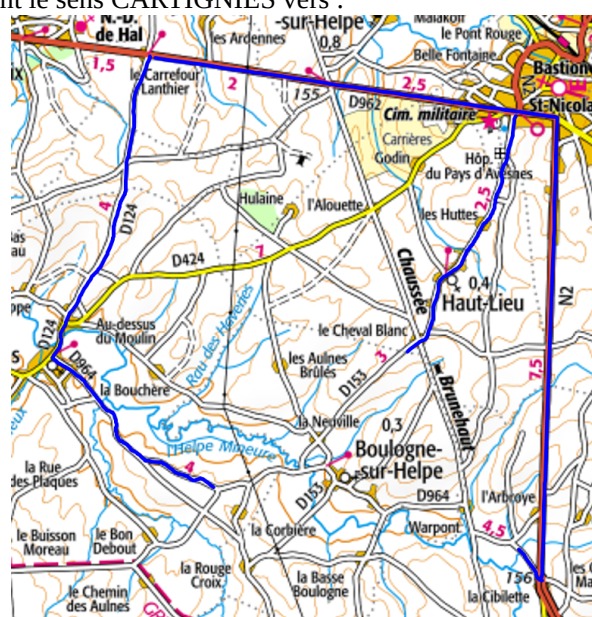 nt le sens CARTIGNIES vers :
N.-D.
de Hal
-sur-Helpe
0,8
Malakoff
le Pont Rouge
les Ardennes
Belle Fontaine
Bastion
1,5
le Carrefour
Lanthier
2
155
2,5
D962
N2
St-Nicola
Cim. militaire
Carrières
Godin
Hôp.
du Pays d'Avesnes
4
D124
Hulaine
l'Alouette
les Huttes
2,5
D424
7
Chaussée
0,4
Haut-Lieu
N2
Rau des Haveries
Au-dessus
du Moulin
D124
le Cheval Blanc
3
D964
les Aulnes
Brûlés
D153
7,5
la Bouchère
Brunehaut
la Neuville
0,3
l'Helpe Mineure
Boulogne-
-sur-Helpe
la Rue
des Plaques
4
D153
D964
l'Arbroye
le Buisson
Moreau
le Bon
Debout
la Corbière
Warpont
4,5
la Rouge
Croix
la Basse
Boulogne
156
la Cibilette
le Chemin
des Aulnes
GR